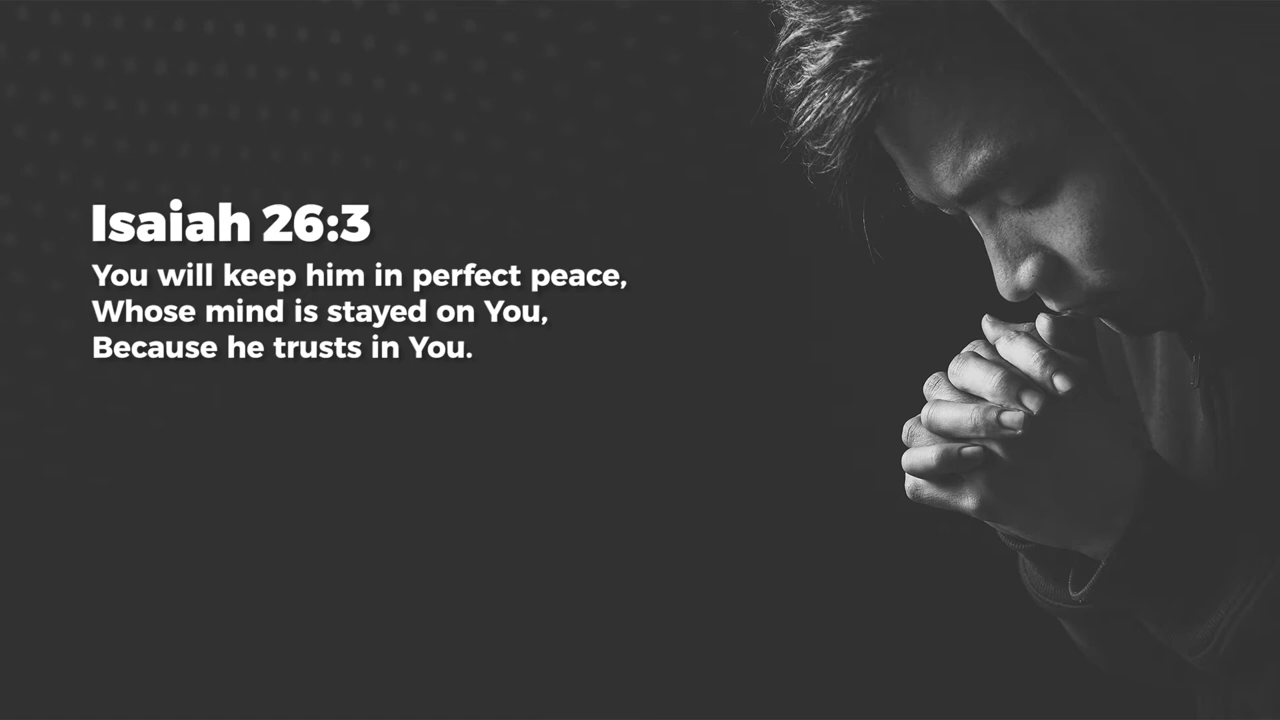 Isaiah 26:3
You will keep him in perfect peace,
Whose mind is stayed on You,
Because he trusts in You.